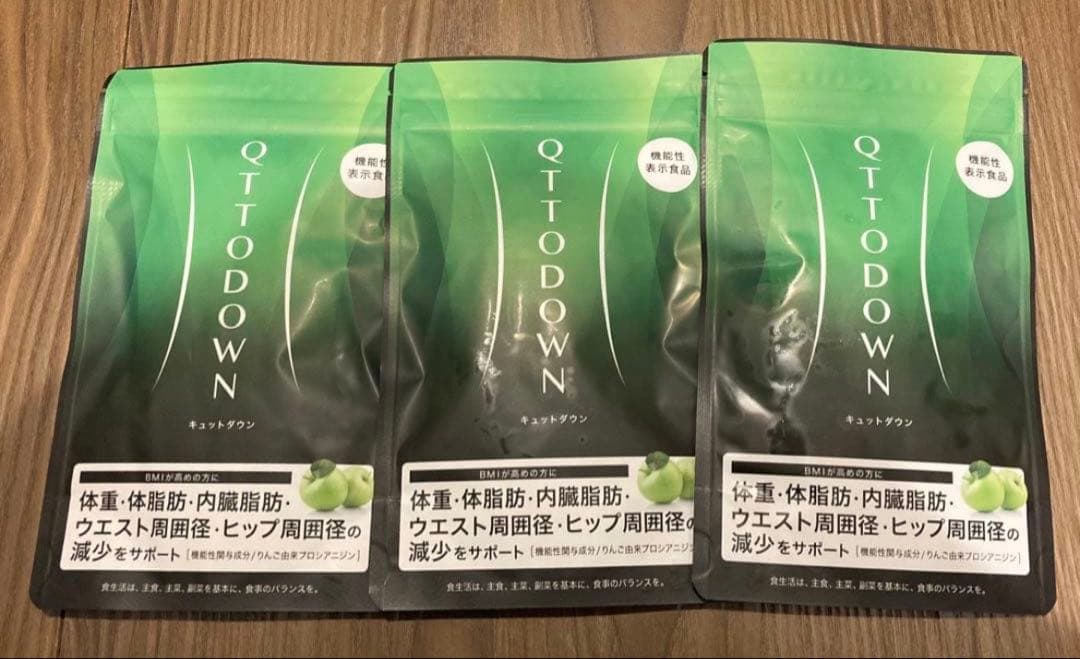 QTTODOWN
機能性
表示食
キュットダウン
BMIが高めの方に
体重・体脂肪・内臓脂肪・
ウエスト周囲径・ヒップ周囲径の
減少をサポート [機能性関与成分/りんご由来プロシアニジン]
食生活は、主食、主菜、副菜を基本に、食事のバランスを。
QTTODOWN
機能性
表示食品
キュットダウン
BMIが高めの方に
体重・体脂肪・内臓脂肪・
ウエスト周囲径・ヒップ周囲径の
減少をサポート [機能性関与成分/りんご由来プロシアニジン
食生活は、主食、主菜、副菜を基本に、食事のバランスを。
QTTODOWN
機能性
表示食品
キュットダウン
BMIが高めの方に
体重・体脂肪・内臓脂肪・
ウエスト周囲径・ヒップ周囲径の
減少をサポート [機能性関与成分/りんご由来プロシアニジン]
食生活は、主食、主菜、副菜を基本に、食事のバランスを。